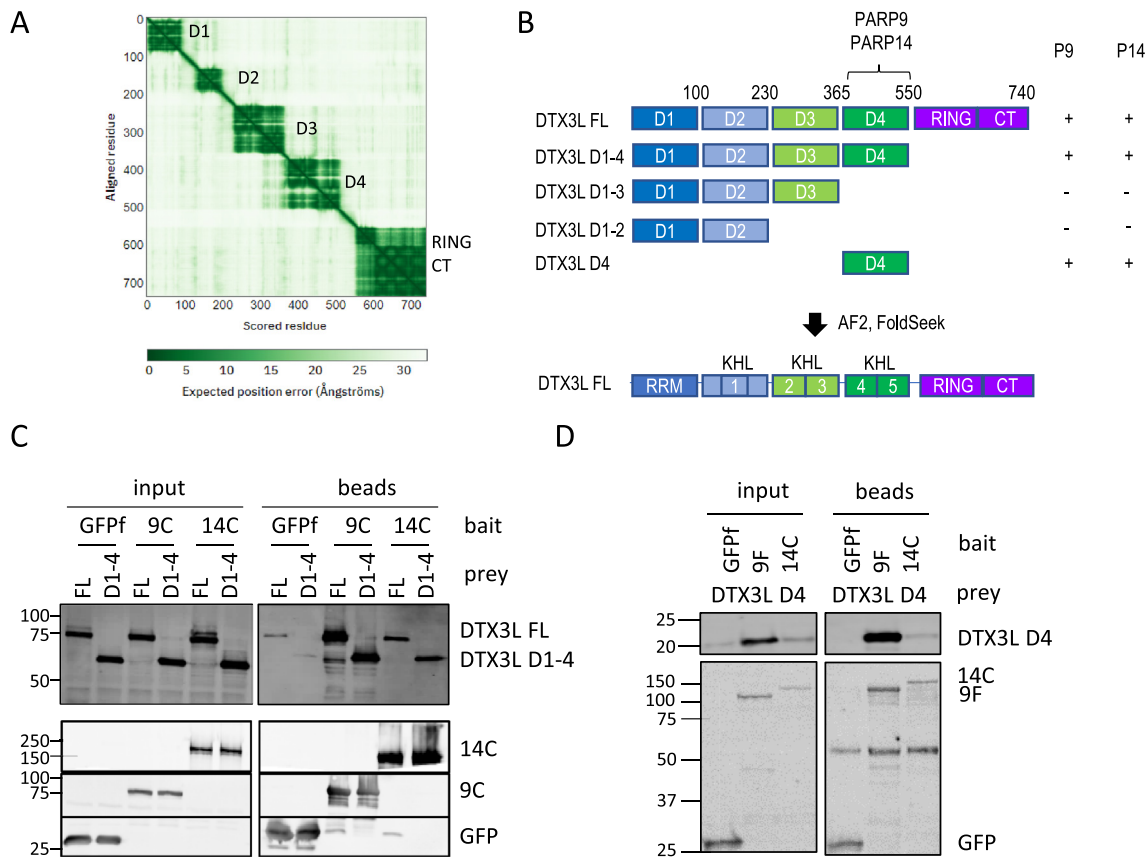 A
0
100
200
300
400
500
600
700
Aligned residue
D1
D2
D3
D4
RING
CT
0 100 200 300 400 500 600 700
Scored residue
0 5 10 15 20 25 30
Expected position error (Ångströms)
B
PARP9
PARP14
P9 P14
100 230 365 550 740
DTX3L FL D1 D2 D3 D4 RING CT + +
DTX3L D1-4 D1 D2 D3 D4 + +
DTX3L D1-3 D1 D2 D3 - -
DTX3L D1-2 D1 D2 - -
DTX3L D4 D4 + +
AF2, FoldSeek
KHL KHL KHL
DTX3L FL RRM 1 2 3 4 5 RING CT
C
input beads
GFPf 9C 14C GFPf 9C 14C bait
FL D1-4 FL D1-4 FL D1-4 FL D1-4 FL D1-4 FL D1-4 prey
100
75
50
DTX3L FL
DTX3L D1-4
250
150
14C
100
75
9C
25
GFP
D
input beads
GFPf 9F 14C GFPf 9F 14C bait
DTX3L D4 DTX3L D4 prey
25
20
DTX3L D4
150
100
75
50
37
25
14C
9F
GFP